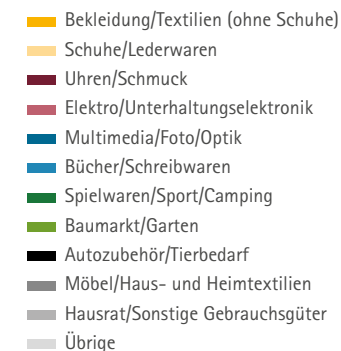 Bekleidung/Textilien (ohne Schuhe)
Schuhe/Lederwaren
Uhren/Schmuck
Elektro/Unterhaltungselektronik
Multimedia/Foto/Optik
Bücher/Schreibwaren
Spielwaren/Sport/Camping
Baumarkt/Garten
Autozubehör/Tierbedarf
Möbel/Haus- und Heimtextilien
Hausrat/Sonstige Gebrauchsgüter
Übrige